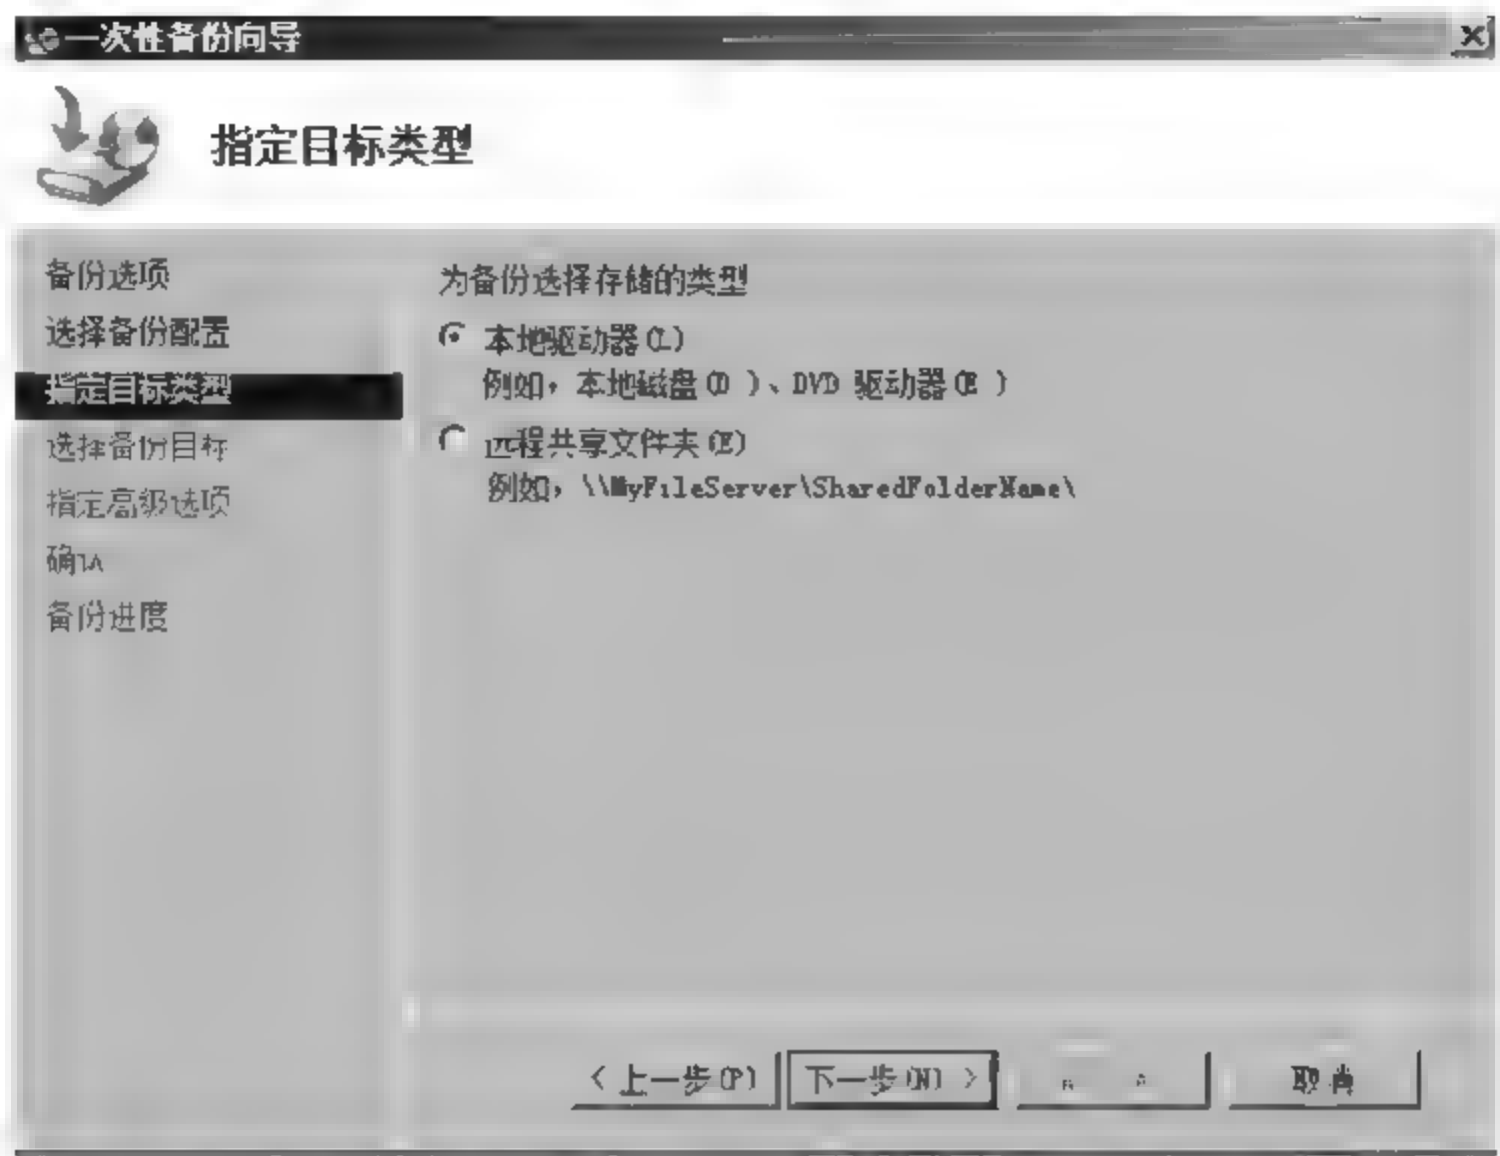 一次性备份向导
指定目标类型
备份选项
选择备份配置
指定目标类型
选择备份目标
指定高级选项
确认
备份进度
为备份选择存储的类型
本地驱动器(L)
例如，本地磁盘(D )、DVD 驱动器(E )
远程共享文件夹(F)
例如，\\MyFileServer\SharedFolderName\
< 上一步(P)
下一步(N) >
取消